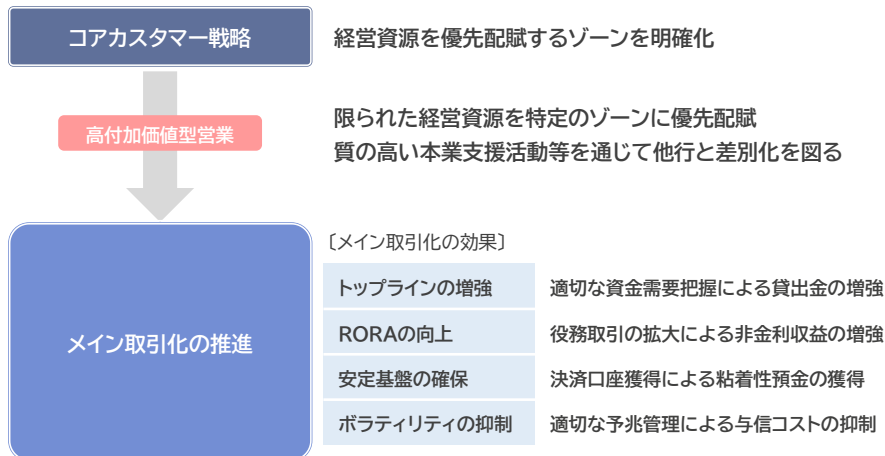 コアカスタマー戦略
経営資源を優先配賦するゾーンを明確化
高付加価値型営業
限られた経営資源を特定のゾーンに優先配賦
質の高い本業支援活動等を通じて他行と差別化を図る
メイン取引化の推進
〔メイン取引化の効果〕
トップラインの増強 適切な資金需要把握による貸出金の増強
RORAの向上 役務取引の拡大による非金利収益の増強
安定基盤の確保 決済口座獲得による粘着性預金の獲得
ボラティリティの抑制 適切な予兆管理による与信コストの抑制